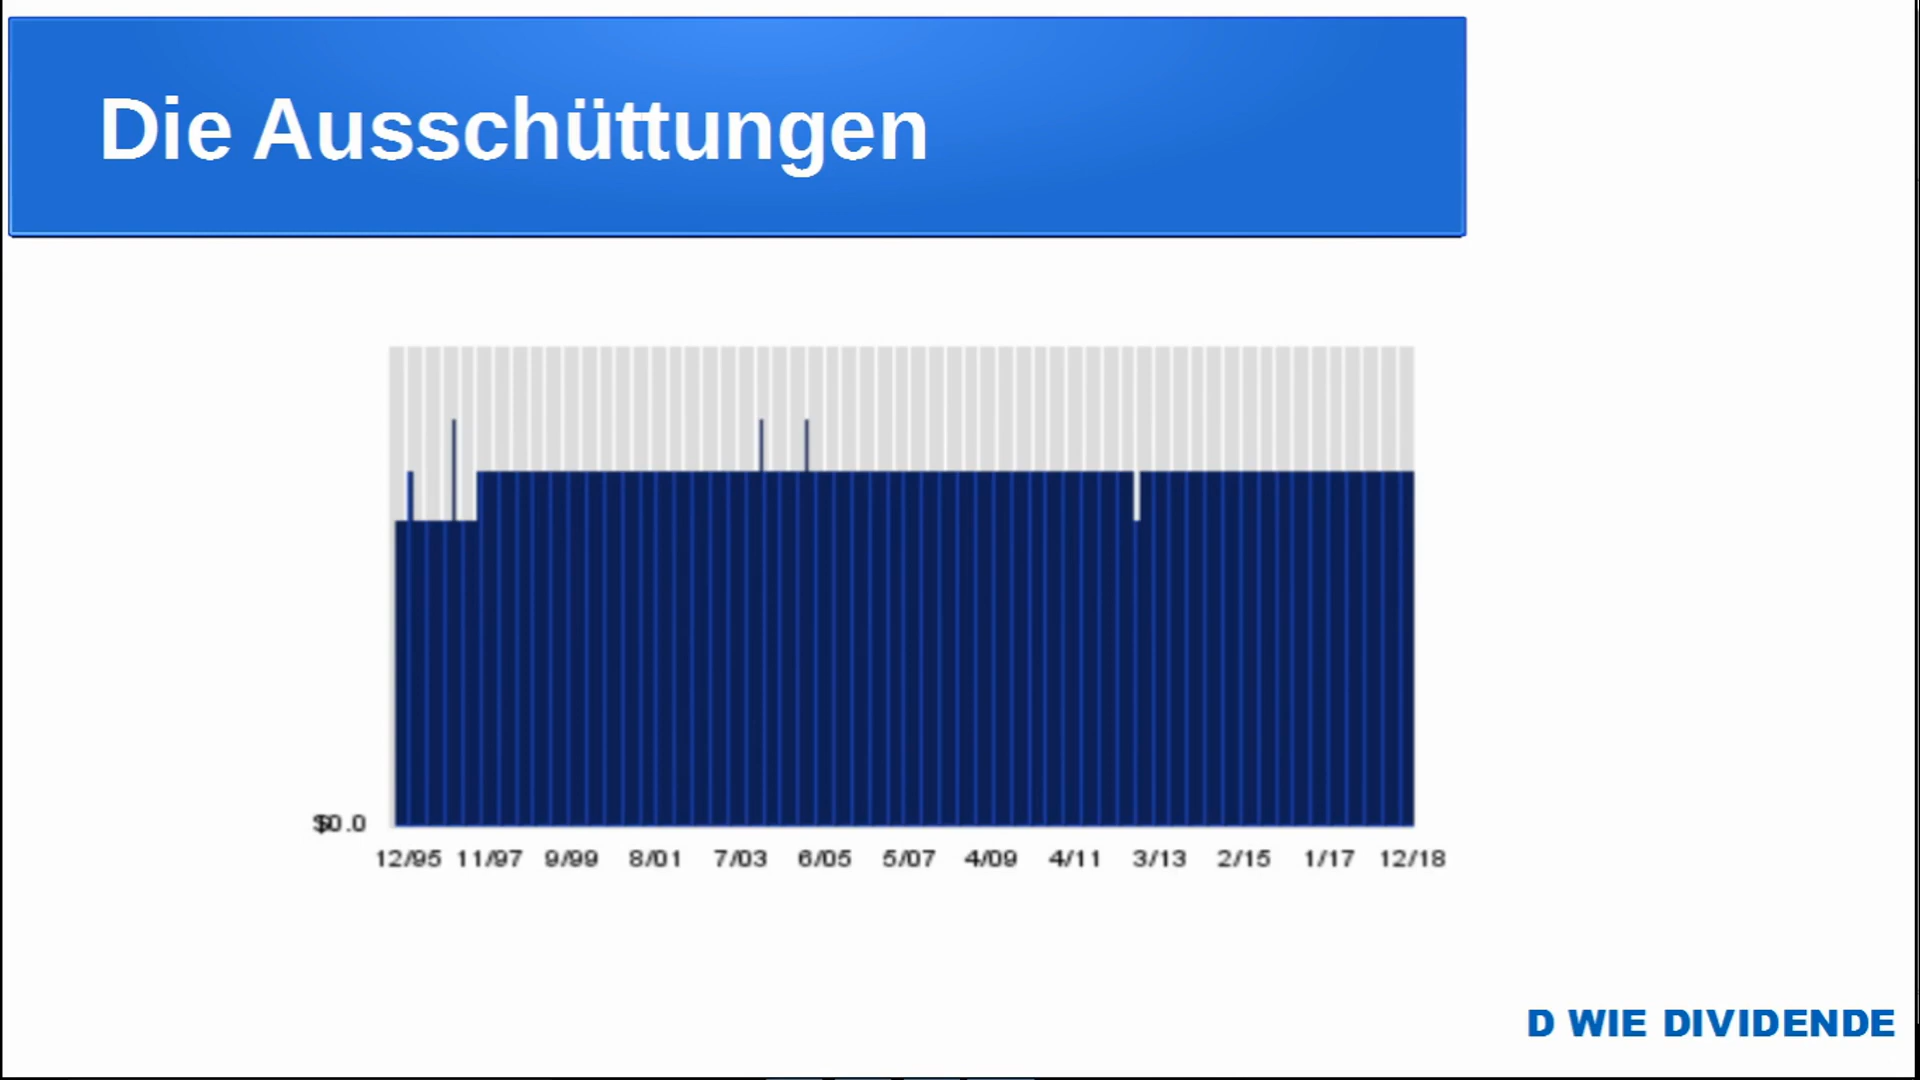 Die Ausschüttungen
$0.0
12/95 11/97 9/99 8/01 7/03 6/05 5/07 4/09 4/11 3/13 2/15 1/17 12/18
D WIE DIVIDENDE